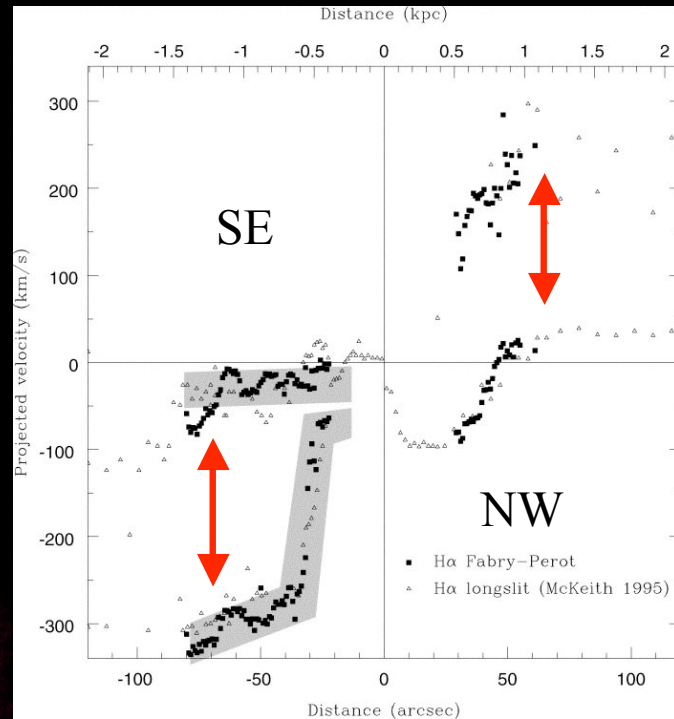 Distance (kpc)
-2 -1.5 -1 -0.5 0 0.5 1 1.5 2
300
200
100
0
-100
-200
-300
Projected velocity (km/s)
SE
NW
Hα Fabry-Perot
Hα longslit (McKeith 1995)
-100 -50 0 50 100
Distance (arcsec)